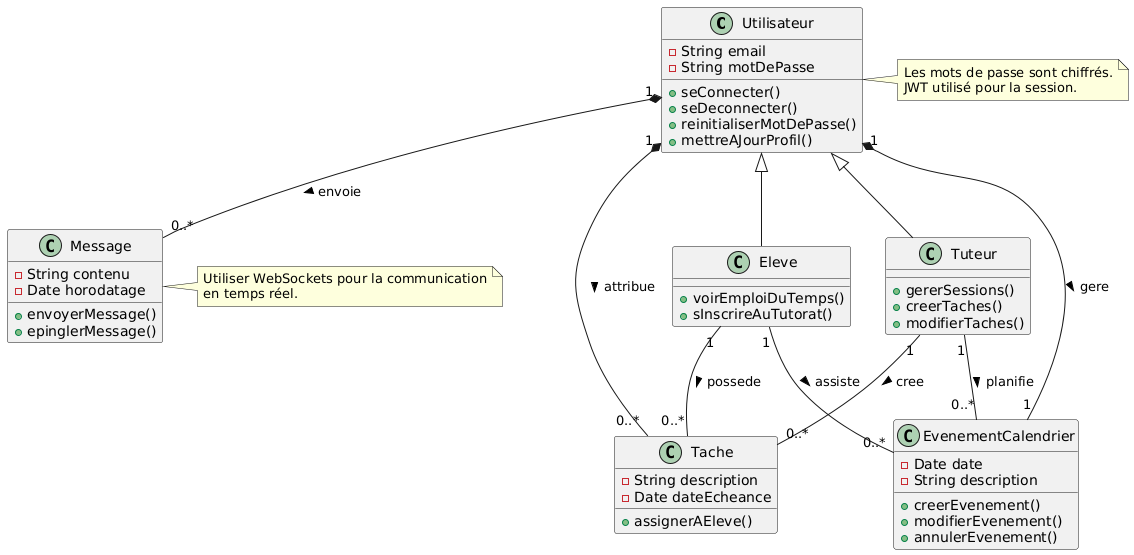 C Utilisateur
String email
String motDePasse
seConnecter()
seDeconnecter()
reinitialiserMotDePasse()
mettreAJourProfil()
Les mots de passe sont chiffrés.
JWT utilisé pour la session.
1
1
1
envoie
0..*
C Message
String contenu
Date horodatage
envoyerMessage()
epinglerMessage()
Utiliser WebSockets pour la communication
en temps réel.
attribue
C Eleve
voirEmploiDuTemps()
sInscrireAuTutorat()
C Tuteur
gererSessions()
creerTaches()
modifierTaches()
gere
1
1
1
1
possede
assiste
cree
planifie
0..*
0..*
0..*
0..*
0..*
1
C Tache
String description
Date dateEcheance
assignerAEleve()
C EvenementCalendrier
Date date
String description
creerEvenement()
modifierEvenement()
annulerEvenement()